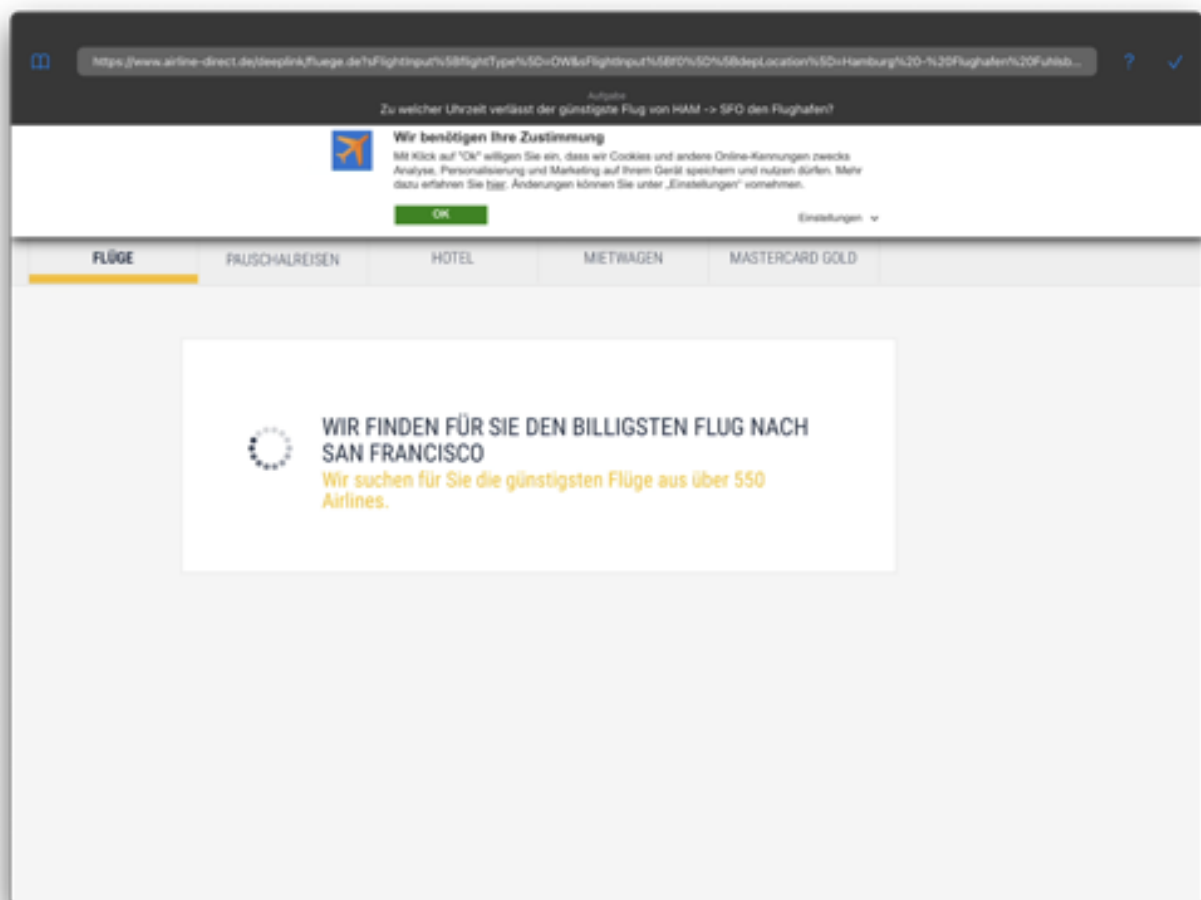 https://www.airline-direct.de/deeplink/fluege.de?sFlightInput%5BflightType%5D=OW&sFlightInput%5Bf0%5D%5BdepLocation%5D=Hamburg%20-%20Flughafen%20Fuhlsb...
?
Aufgabe
Zu welcher Uhrzeit verlässt der günstigste Flug von HAM -> SFO den Flughafen?
Wir benötigen Ihre Zustimmung
Mit Klick auf "Ok" willigen Sie ein, dass wir Cookies und andere Online-Kennungen zwecks
Analyse, Personalisierung und Marketing auf Ihrem Gerät speichern und nutzen dürfen. Mehr
dazu erfahren Sie hier. Änderungen können Sie unter „Einstellungen" vornehmen.
OK
Einstellungen
FLÜGE PAUSCHALREISEN HOTEL MIETWAGEN MASTERCARD GOLD
WIR FINDEN FÜR SIE DEN BILLIGSTEN FLUG NACH
SAN FRANCISCO
Wir suchen für Sie die günstigsten Flüge aus über 550
Airlines.